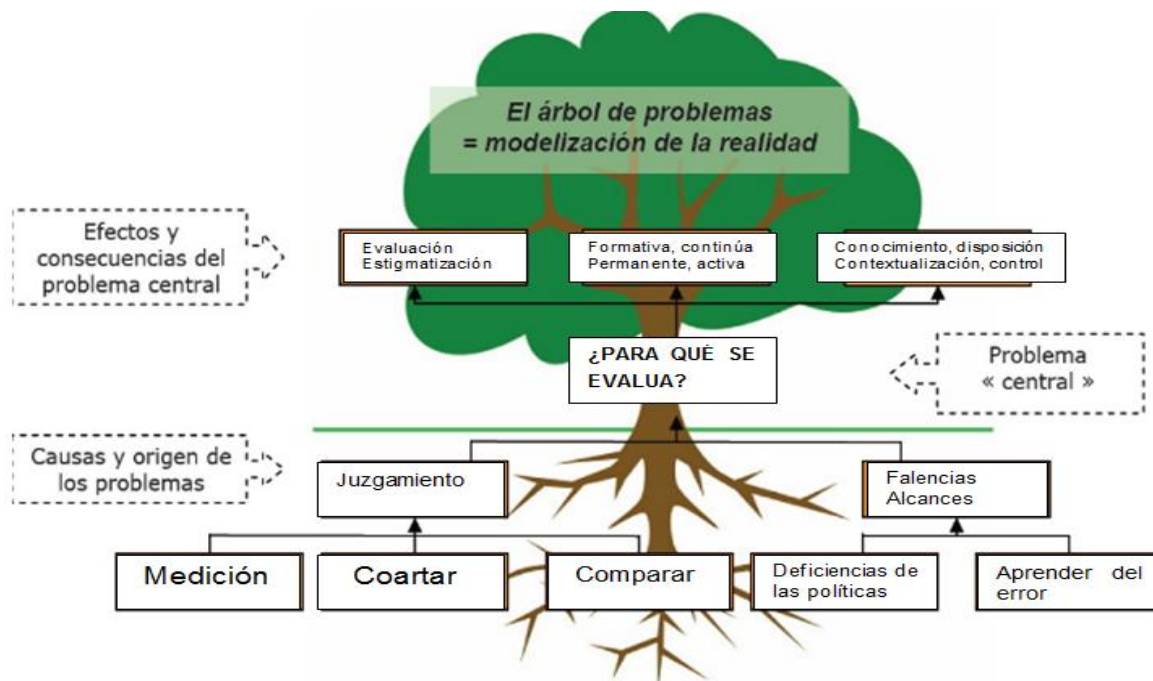 El árbol de problemas
= modelización de la realidad
Efectos y
consecuencias del
problema central
Evaluación
Estigmatización
Formativa, continúa
Permanente, activa
Conocimiento, disposición
Contextualización, control
¿PARA QUÉ SE
EVALUA?
Problema
« central »
Causas y origen de
los problemas
Juzgamiento
Falencias
Alcances
Medición
Coartar
Comparar
Deficiencias de
las políticas
Aprender del
error